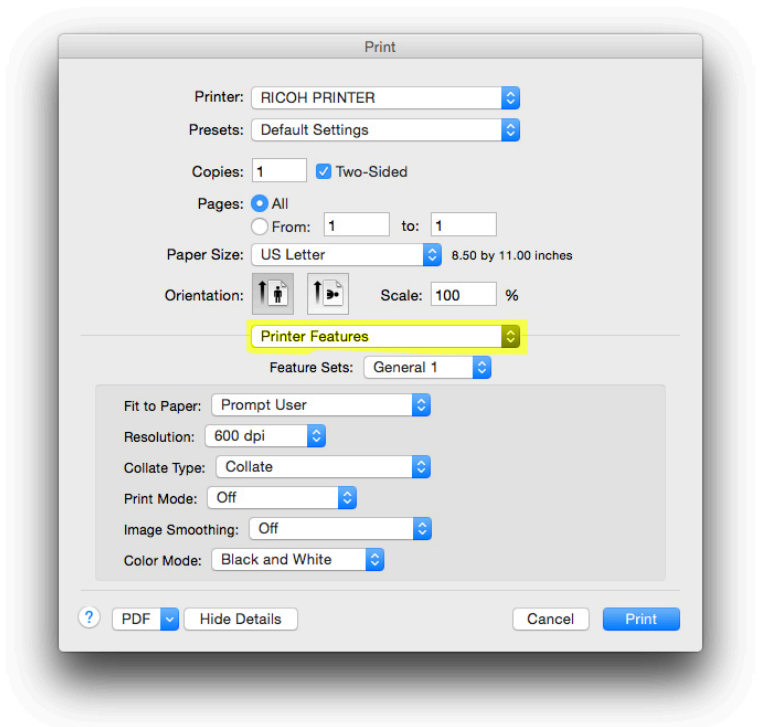 Print
Printer: RICOH PRINTER
Presets: Default Settings
Copies: 1 Two-Sided
Pages: All
From: 1 to: 1
Paper Size: US Letter 8.50 by 11.00 inches
Orientation: Scale: 100 %
Printer Features
Feature Sets: General 1
Fit to Paper: Prompt User
Resolution: 600 dpi
Collate Type: Collate
Print Mode: Off
Image Smoothing: Off
Color Mode: Black and White
? PDF Hide Details Cancel Print